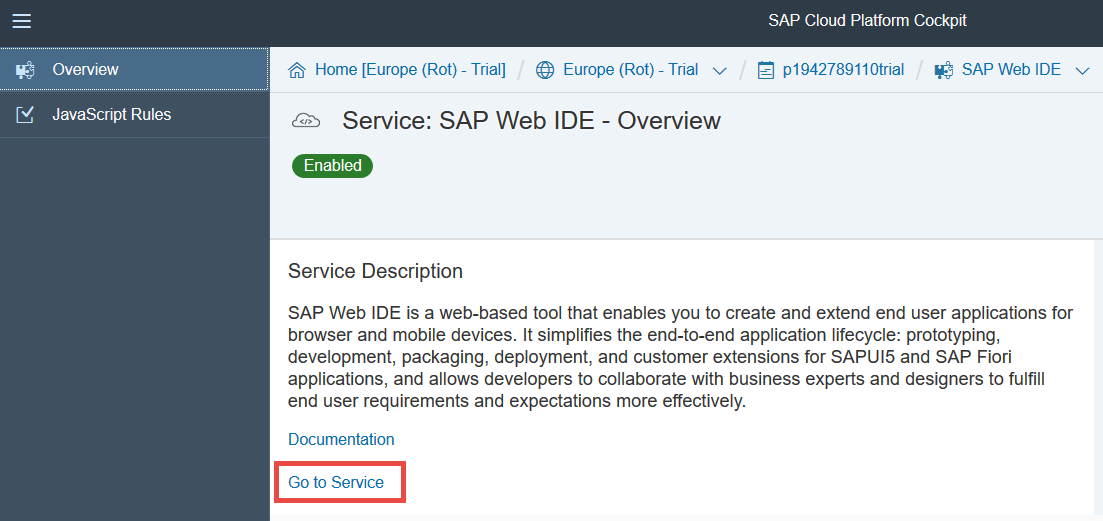 SAP Cloud Platform Cockpit
Overview
JavaScript Rules
Home [Europe (Rot) - Trial] / Europe (Rot) - Trial / p1942789110trial / SAP Web IDE
Service: SAP Web IDE - Overview
Enabled
Service Description
SAP Web IDE is a web-based tool that enables you to create and extend end user applications for
browser and mobile devices. It simplifies the end-to-end application lifecycle: prototyping,
development, packaging, deployment, and customer extensions for SAPUI5 and SAP Fiori
applications, and allows developers to collaborate with business experts and designers to fulfill
end user requirements and expectations more effectively.
Documentation
Go to Service